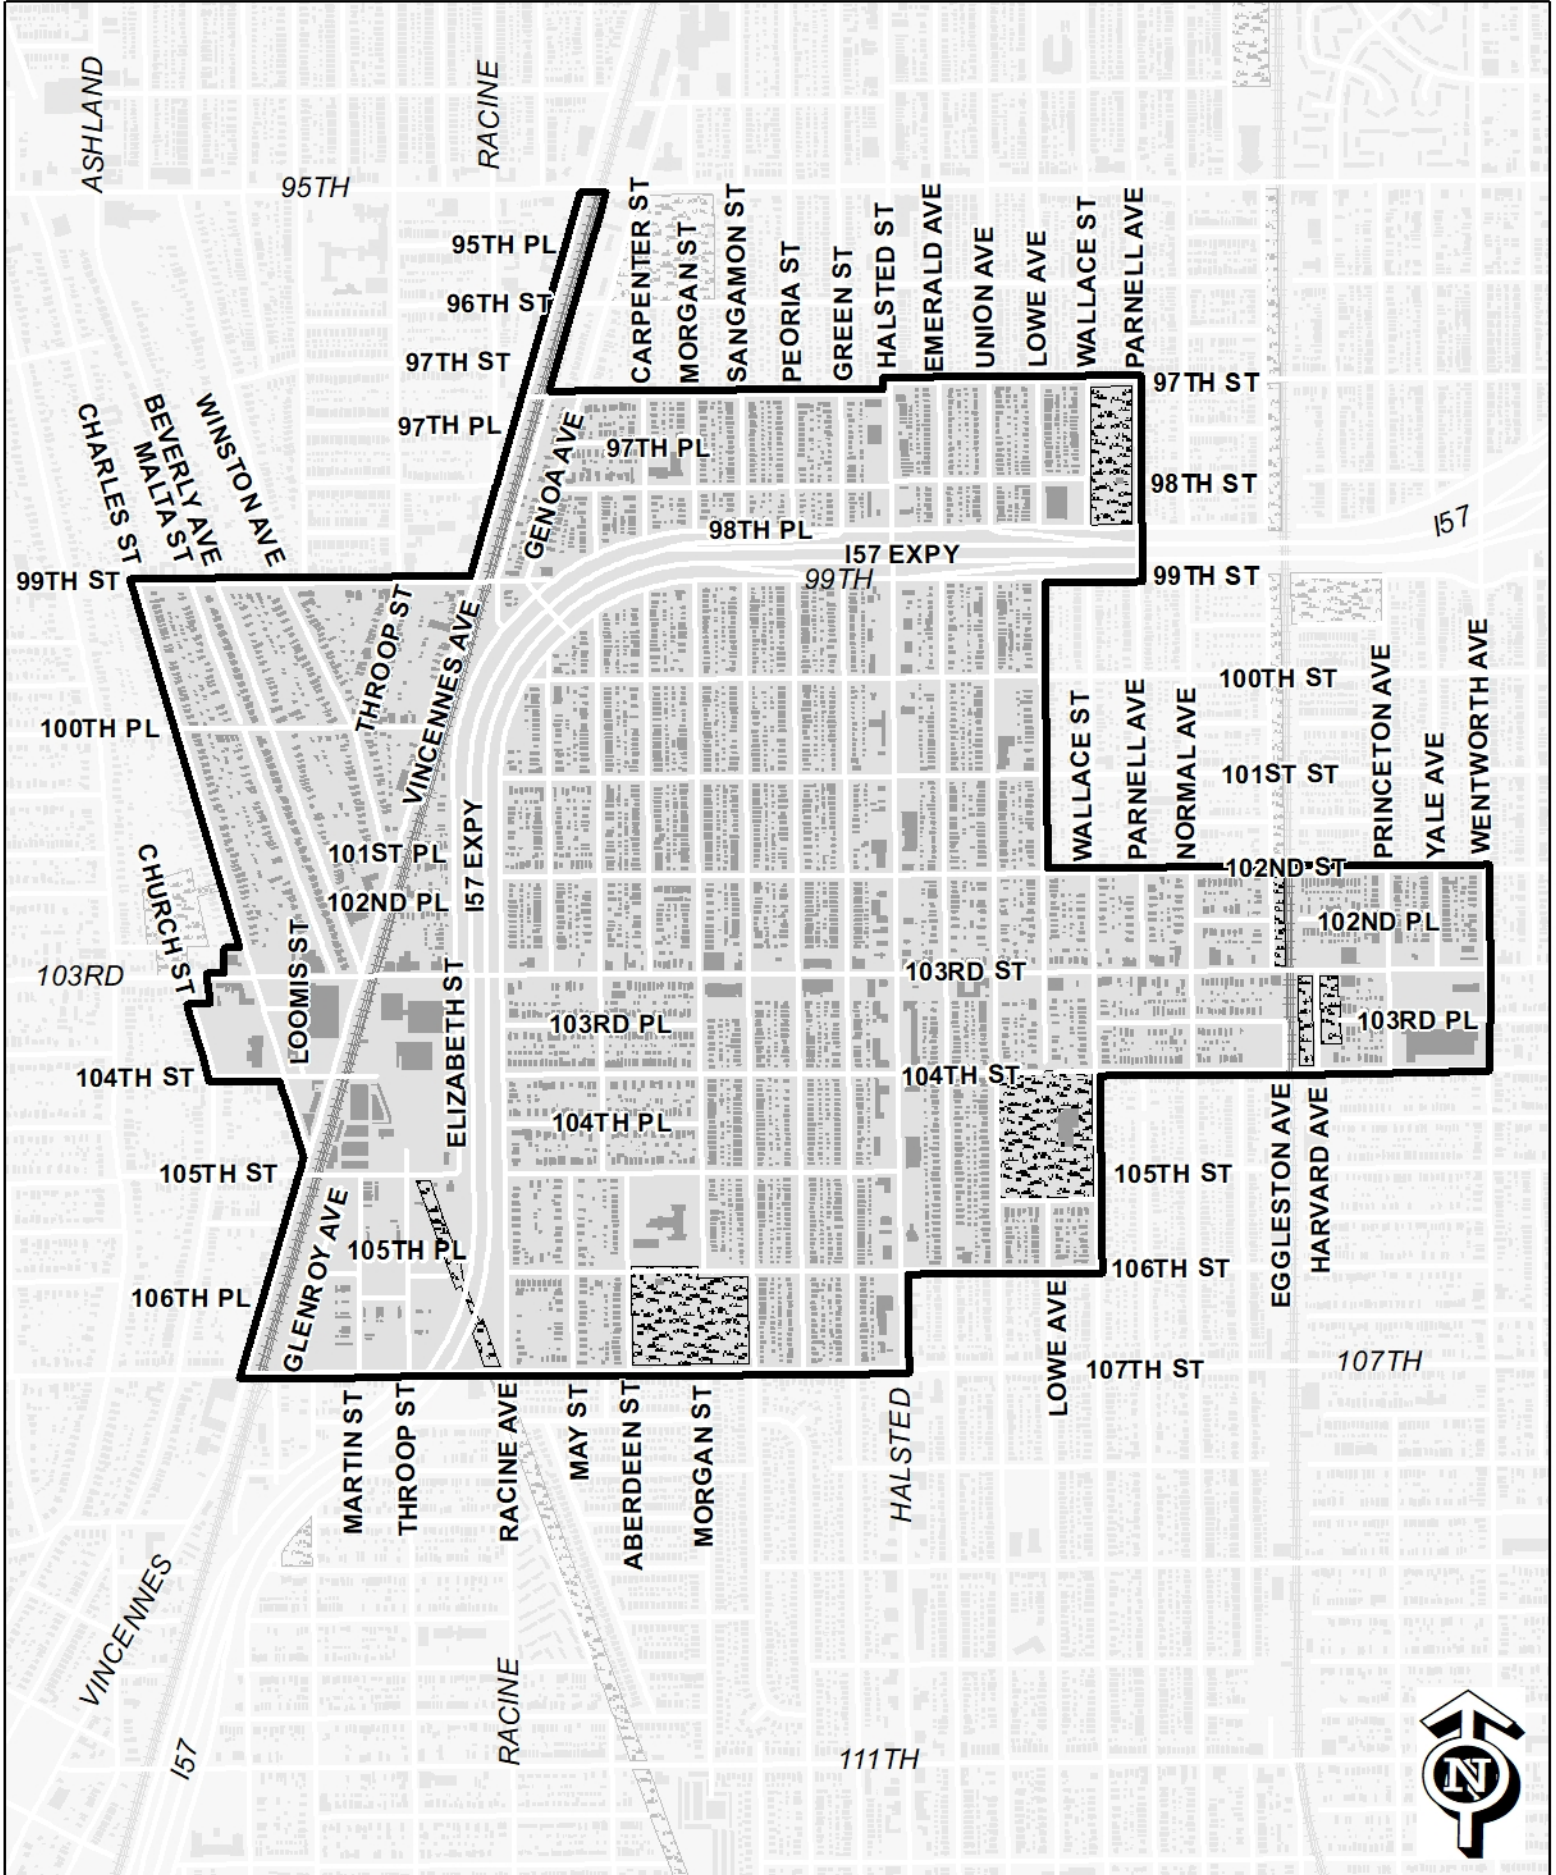 ASHLAND
RACINE
95TH
95TH PL
96TH ST
97TH ST
97TH PL
CARPENTER ST
MORGAN ST
SANGAMON ST
PEORIA ST
GREEN ST
HALSTED ST
EMERALD AVE
UNION AVE
LOWE AVE
WALLACE ST
PARNELL AVE
97TH ST
98TH ST
99TH ST
I57
CHARLES ST
BEVERLY AVE
MALTA ST
WINSTON AVE
GENOA AVE
97TH PL
98TH PL
I57 EXPY
99TH
99TH ST
THROOP ST
VINCENNES AVE
100TH PL
I57 EXPY
101ST PL
102ND PL
WALLACE ST
PARNELL AVE
NORMAL AVE
100TH ST
101ST ST
PRINCETON AVE
YALE AVE
WENTWORTH AVE
102ND ST
102ND PL
CHURCH ST
103RD
LOOMIS ST
ELIZABETH ST
103RD ST
103RD PL
103RD PL
104TH ST
104TH ST
104TH PL
105TH ST
105TH ST
EGGLESTON AVE
HARVARD AVE
GLENROY AVE
105TH PL
106TH PL
106TH ST
LOWE AVE
107TH ST
107TH
MARTIN ST
THROOP ST
RACINE AVE
MAY ST
ABERDEEN ST
MORGAN ST
HALSTED
VINCENNES
I57
RACINE
111TH
N